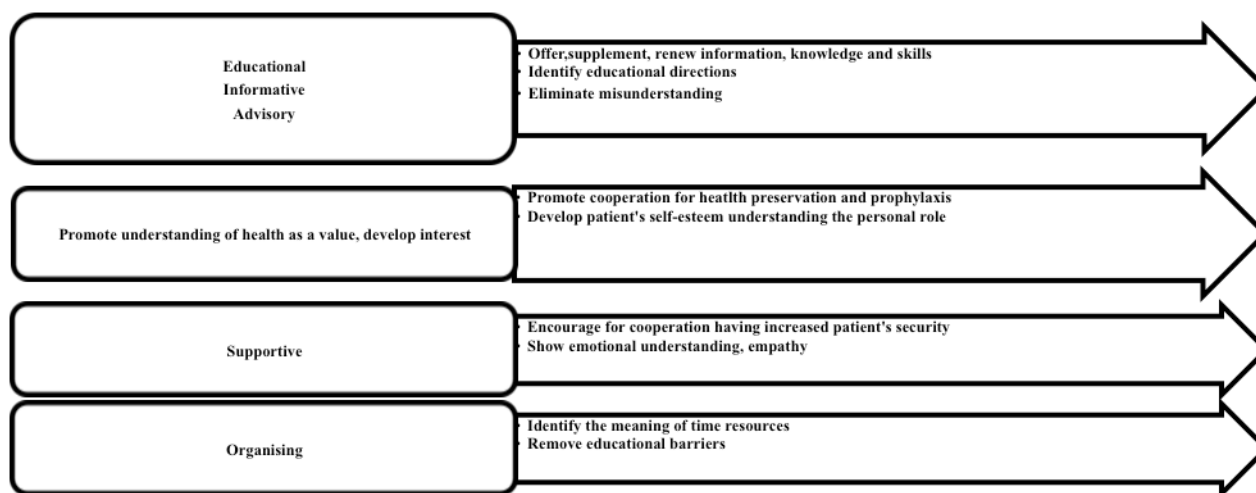 Educational
Informative
Advisory
· Offer,supplement, renew information, knowledge and skills
· Identify educational directions
· Eliminate misunderstanding
Promote understanding of health as a value, develop interest
· Promote cooperation for heatlth preservation and prophylaxis
· Develop patient's self-esteem understanding the personal role
Supportive
· Encourage for cooperation having increased patient's security
· Show emotional understanding, empathy
Organising
· Identify the meaning of time resources
· Remove educational barriers